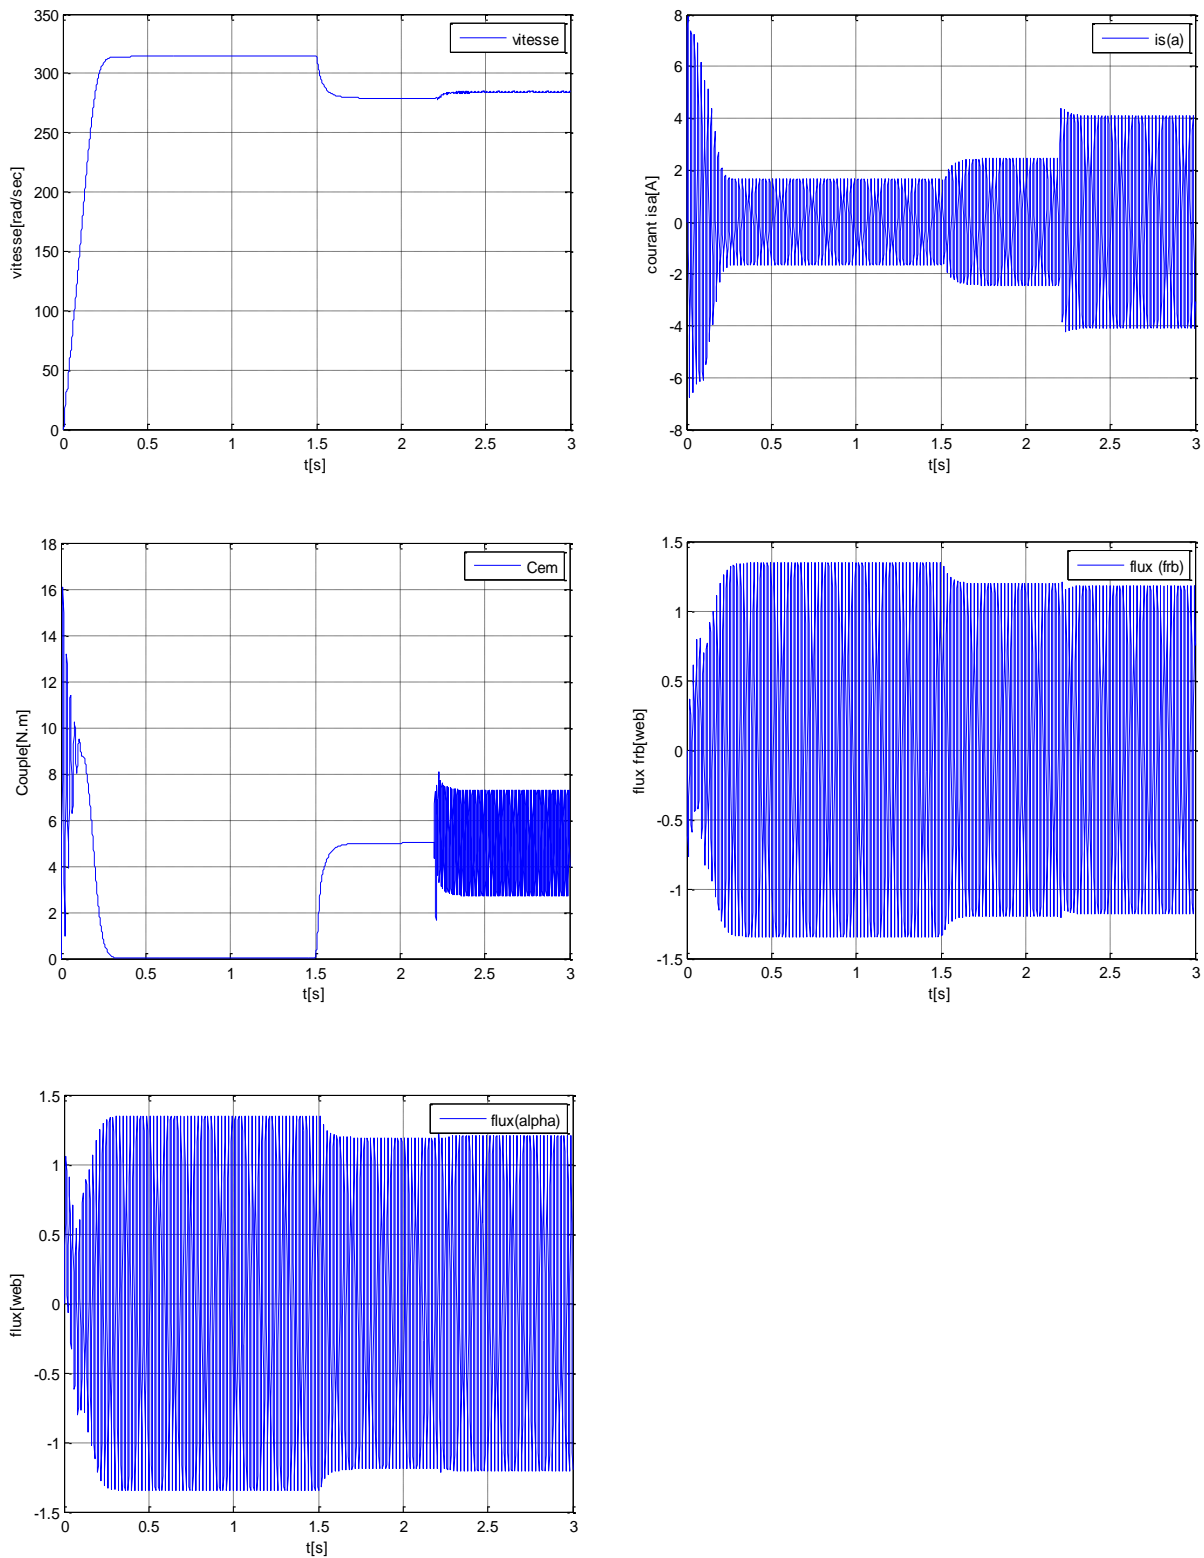 350
300
250
200
150
100
50
0
vitesse[rad/sec]
vitesse
0 0.5 1 1.5 2 2.5 3
t[s]
8
6
4
2
0
-2
-4
-6
-8
courant isa[A]
is(a)
0 0.5 1 1.5 2 2.5 3
t[s]
18
16
14
12
10
8
6
4
2
0
Couple[N.m]
Cem
0 0.5 1 1.5 2 2.5 3
t[s]
1.5
1
0.5
0
-0.5
-1
-1.5
flux frb[web]
flux (frb)
0 0.5 1 1.5 2 2.5 3
t[s]
1.5
1
0.5
0
-0.5
-1
-1.5
flux[web]
flux(alpha)
0 0.5 1 1.5 2 2.5 3
t[s]